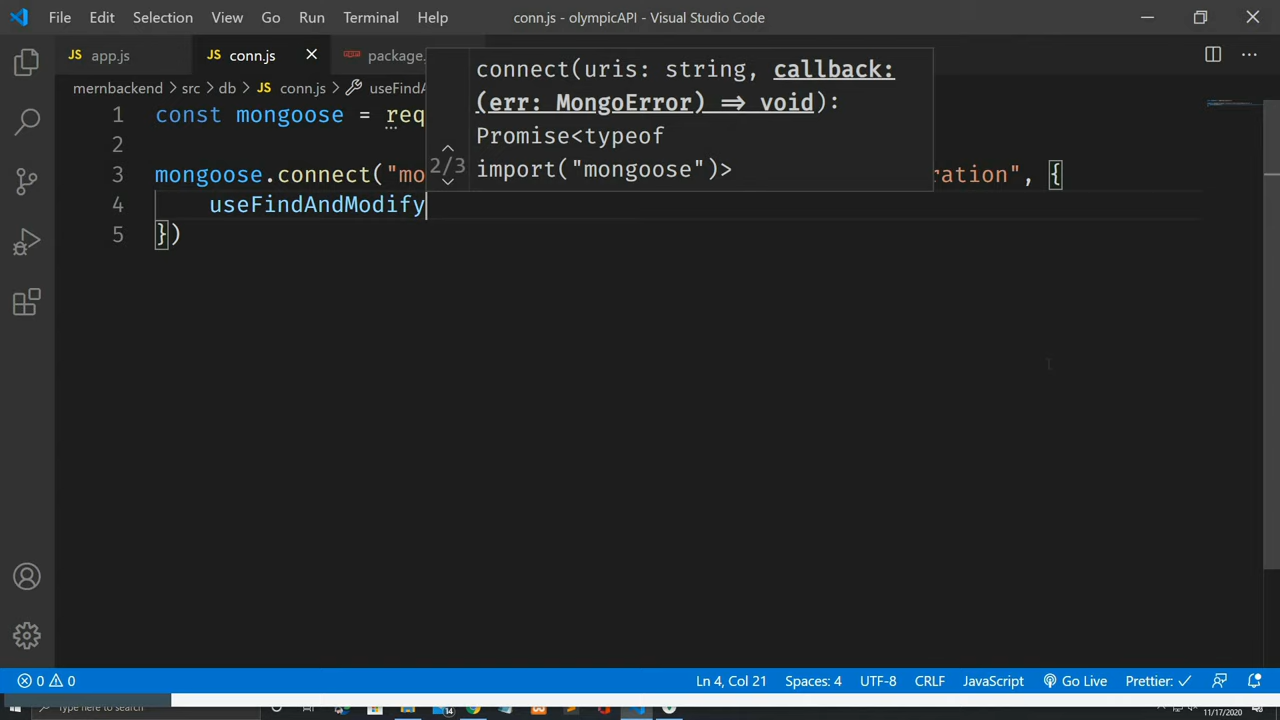 File Edit Selection View Go Run Terminal Help conn.js - olympicAPI - Visual Studio Code
JS app.js JS conn.js package.
mernbackend > src > db > JS conn.js > useFindA
connect(uris: string, callback:
(err: MongoError) => void):
Promise<typeof
import("mongoose")>
2/3
1 const mongoose = req
2
3 mongoose.connect("mo ration", {
4 useFindAndModify
5 })
0 0 Ln 4, Col 21 Spaces: 4 UTF-8 CRLF JavaScript Go Live Prettier: ✓
Type here to search 14 11/17/2020